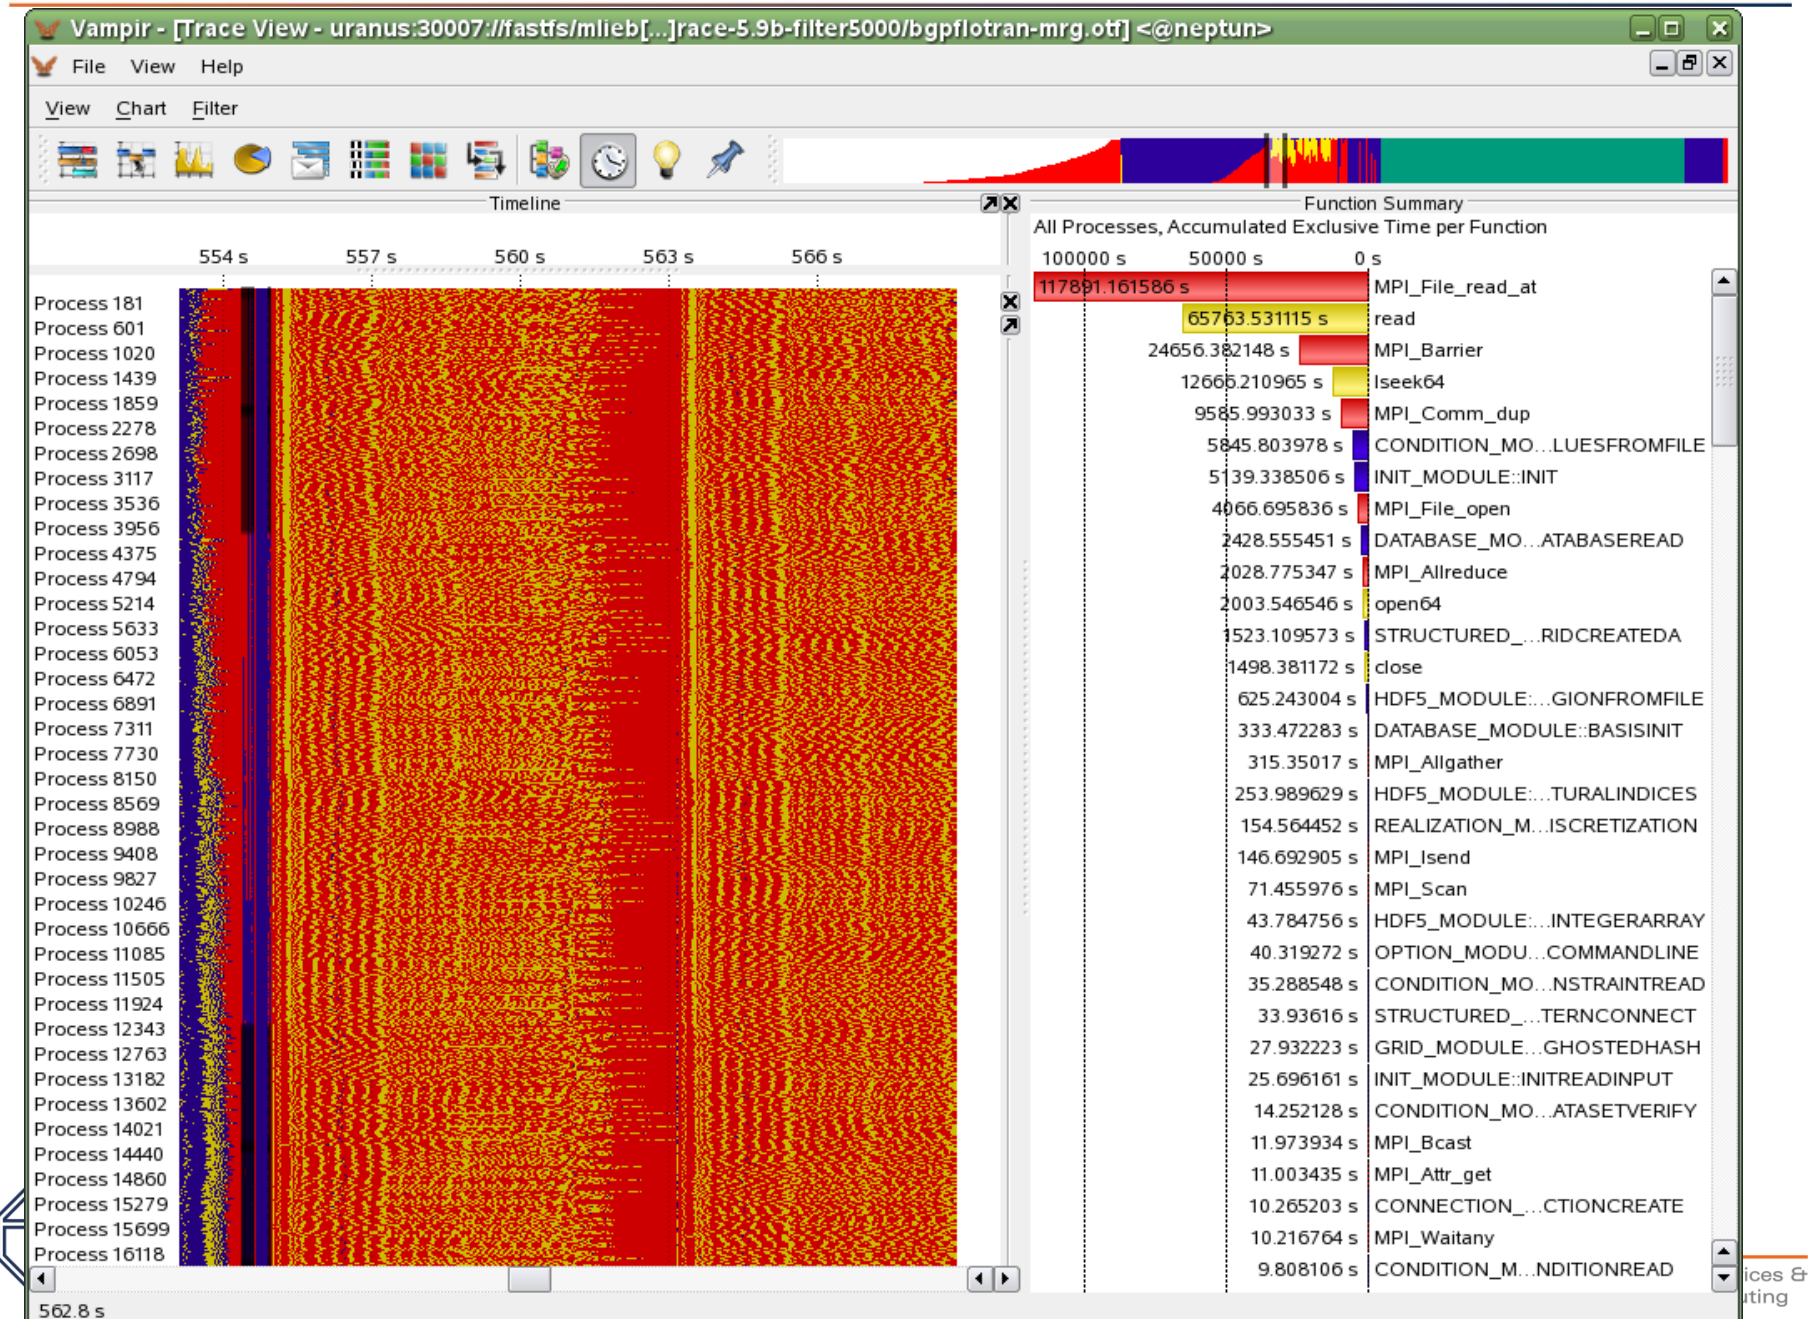 Vampir - [Trace View - uranus:30007://fastfs/mlieb[...]race-5.9b-filter5000/bgpflotran-mrg.otf] <@neptun>
File View Help
View Chart Filter
Timeline
554 s 557 s 560 s 563 s 566 s
Process 181
Process 601
Process 1020
Process 1439
Process 1859
Process 2278
Process 2698
Process 3117
Process 3536
Process 3956
Process 4375
Process 4794
Process 5214
Process 5633
Process 6053
Process 6472
Process 6891
Process 7311
Process 7730
Process 8150
Process 8569
Process 8988
Process 9408
Process 9827
Process 10246
Process 10666
Process 11085
Process 11505
Process 11924
Process 12343
Process 12763
Process 13182
Process 13602
Process 14021
Process 14440
Process 14860
Process 15279
Process 15699
Process 16118
Function Summary
All Processes, Accumulated Exclusive Time per Function
100000 s 50000 s 0 s
117891.161586 s MPI_File_read_at
65763.531115 s read
24656.382148 s MPI_Barrier
12666.210965 s lseek64
9585.993033 s MPI_Comm_dup
5845.803978 s CONDITION_MO...LUESFROMFILE
5139.338506 s INIT_MODULE::INIT
4066.695836 s MPI_File_open
2428.555451 s DATABASE_MO...ATABASEREAD
2028.775347 s MPI_Allreduce
2003.546546 s open64
1523.109573 s STRUCTURED_...RIDCREATEDA
1498.381172 s close
625.243004 s HDF5_MODULE:...GIONFROMFILE
333.472283 s DATABASE_MODULE::BASISINIT
315.35017 s MPI_Allgather
253.989629 s HDF5_MODULE:...TURALINDICES
154.564452 s REALIZATION_M...ISCRETIZATION
146.692905 s MPI_Isend
71.455976 s MPI_Scan
43.784756 s HDF5_MODULE:...INTEGERARRAY
40.319272 s OPTION_MODU...COMMANDLINE
35.288548 s CONDITION_MO...NSTRAINTREAD
33.93616 s STRUCTURED_...TERNCONNECT
27.932223 s GRID_MODULE...GHOSTEDHASH
25.696161 s INIT_MODULE::INITREADINPUT
14.252128 s CONDITION_MO...ATASETVERIFY
11.973934 s MPI_Bcast
11.003435 s MPI_Attr_get
10.265203 s CONNECTION_...CTIONCREATE
10.216764 s MPI_Waitany
9.808106 s CONDITION_M...NDITIONREAD
562.8 s
ices &
uting